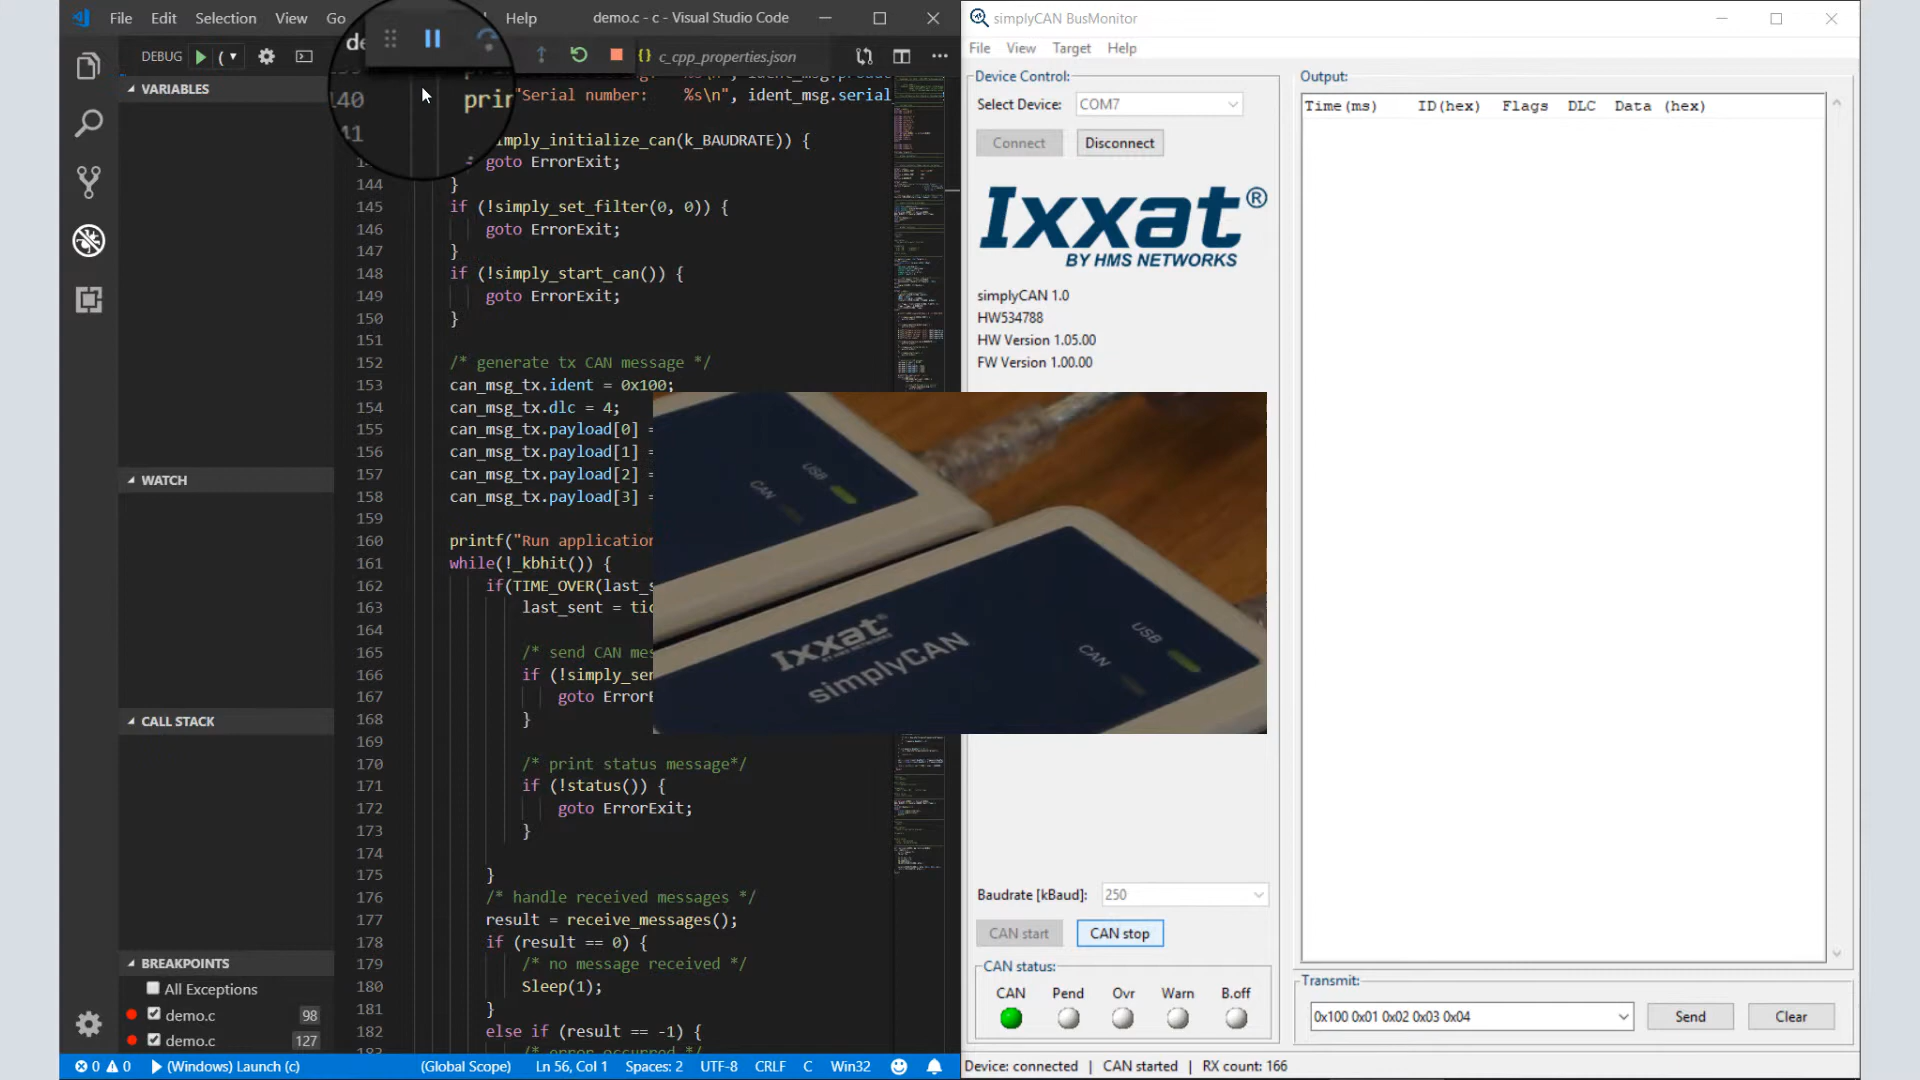 File Edit Selection View Go Help demo.c - c - Visual Studio Code
DEBUG
{} c_cpp_properties.json
VARIABLES
WATCH
CALL STACK
BREAKPOINTS
All Exceptions
demo.c 98
demo.c 127
140 prin"Serial number: %s\n", ident_msg.serial
41
simply_initialize_can(k_BAUDRATE)) {
goto ErrorExit;
144 }
145 if (!simply_set_filter(0, 0)) {
146 goto ErrorExit;
147 }
148 if (!simply_start_can()) {
149 goto ErrorExit;
150 }
151
152 /* generate tx CAN message */
153 can_msg_tx.ident = 0x100;
154 can_msg_tx.dlc = 4;
155 can_msg_tx.payload[0] =
156 can_msg_tx.payload[1] =
157 can_msg_tx.payload[2] =
158 can_msg_tx.payload[3] =
159
160 printf("Run application
161 while(!_kbhit()) {
162 if(TIME_OVER(last_s
163 last_sent = tic
164
165 /* send CAN mes
166 if (!simply_sen
167 goto ErrorE
168 }
169
170 /* print status message*/
171 if (!status()) {
172 goto ErrorExit;
173 }
174
175 }
176 /* handle received messages */
177 result = receive_messages();
178 if (result == 0) {
179 /* no message received */
180 Sleep(1);
181 }
182 else if (result == -1) {
0 0 (Windows) Launch (c) (Global Scope) Ln 56, Col 1 Spaces: 2 UTF-8 CRLF C Win32
simplyCAN BusMonitor
File View Target Help
Device Control:
Select Device: COM7
Connect Disconnect
Ixxat®
BY HMS NETWORKS
simplyCAN 1.0
HW534788
HW Version 1.05.00
FW Version 1.00.00
CAN USB
Ixxat
BY HMS NETWORKS
simplyCAN
CAN USB
Baudrate [kBaud]: 250
CAN start CAN stop
CAN status:
CAN Pend Ovr Warn B.off
Output:
Time(ms) ID(hex) Flags DLC Data (hex)
Transmit:
0x100 0x01 0x02 0x03 0x04 Send Clear
Device: connected CAN started RX count: 166